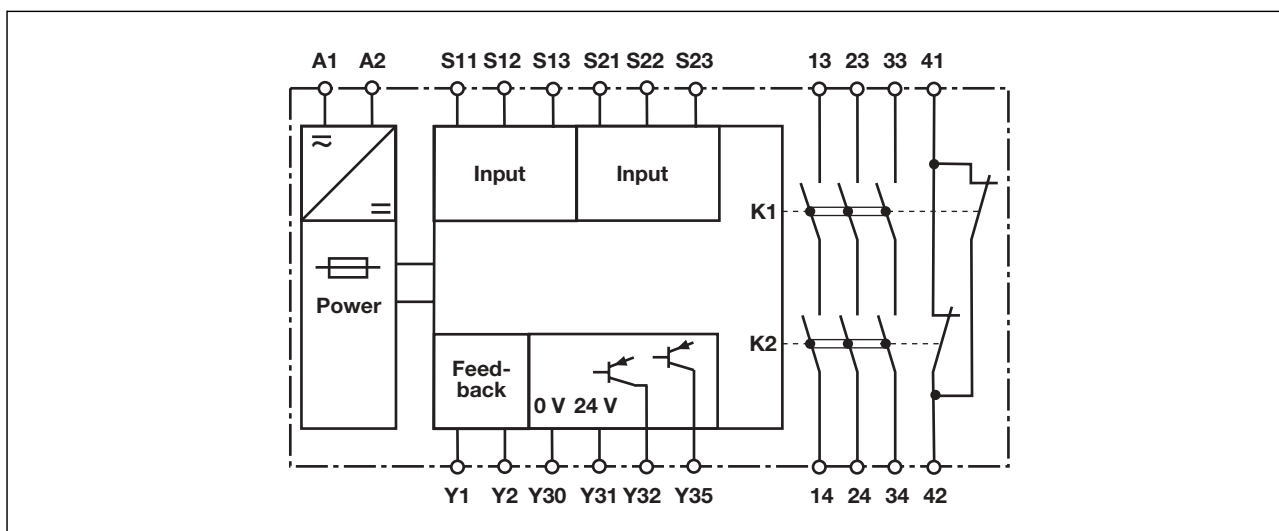 A1 A2 S11 S12 S13 S21 S22 S23 13 23 33 41
Input Input
K1
Power
K2
Feed-
back
0 V 24 V
Y1 Y2 Y30 Y31 Y32 Y35 14 24 34 42